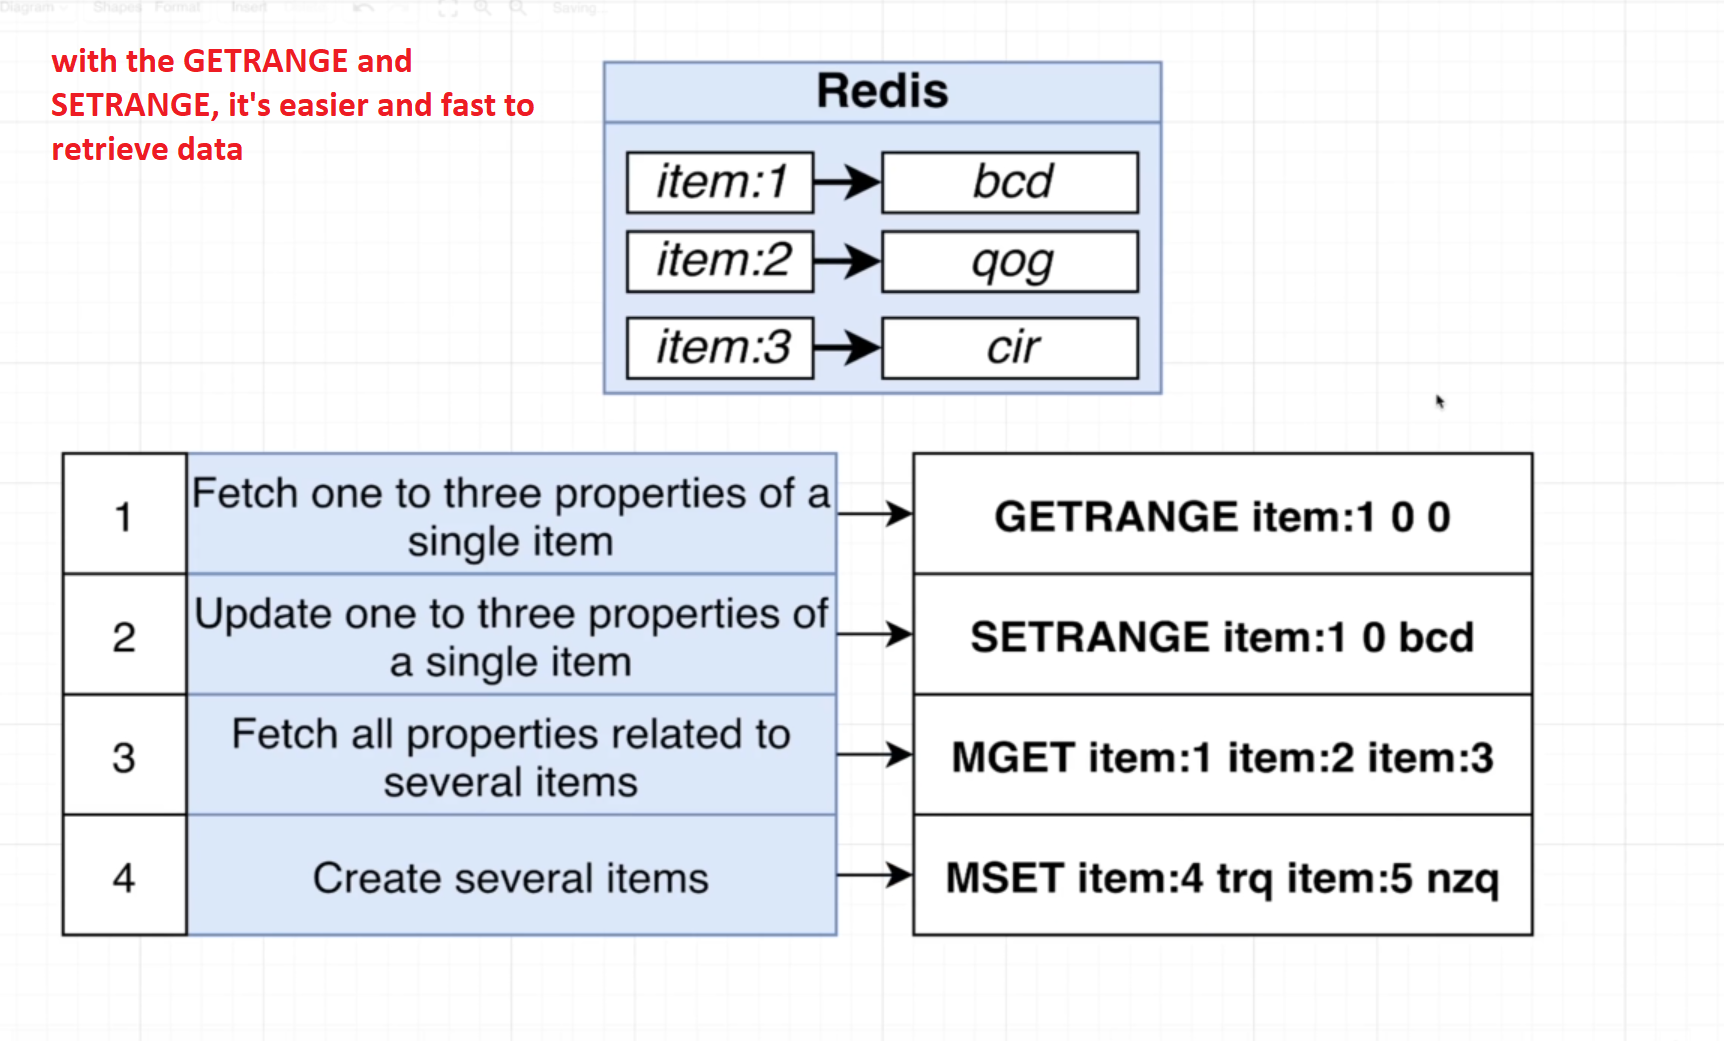 Diagram Shapes Format Insert Saving...
with the GETRANGE and
SETRANGE, it's easier and fast to
retrieve data
Redis
item:1 bcd
item:2 qog
item:3 cir
1 Fetch one to three properties of a
single item
GETRANGE item:1 0 0
2 Update one to three properties of
a single item
SETRANGE item:1 0 bcd
3 Fetch all properties related to
several items
MGET item:1 item:2 item:3
4 Create several items
MSET item:4 trq item:5 nzq